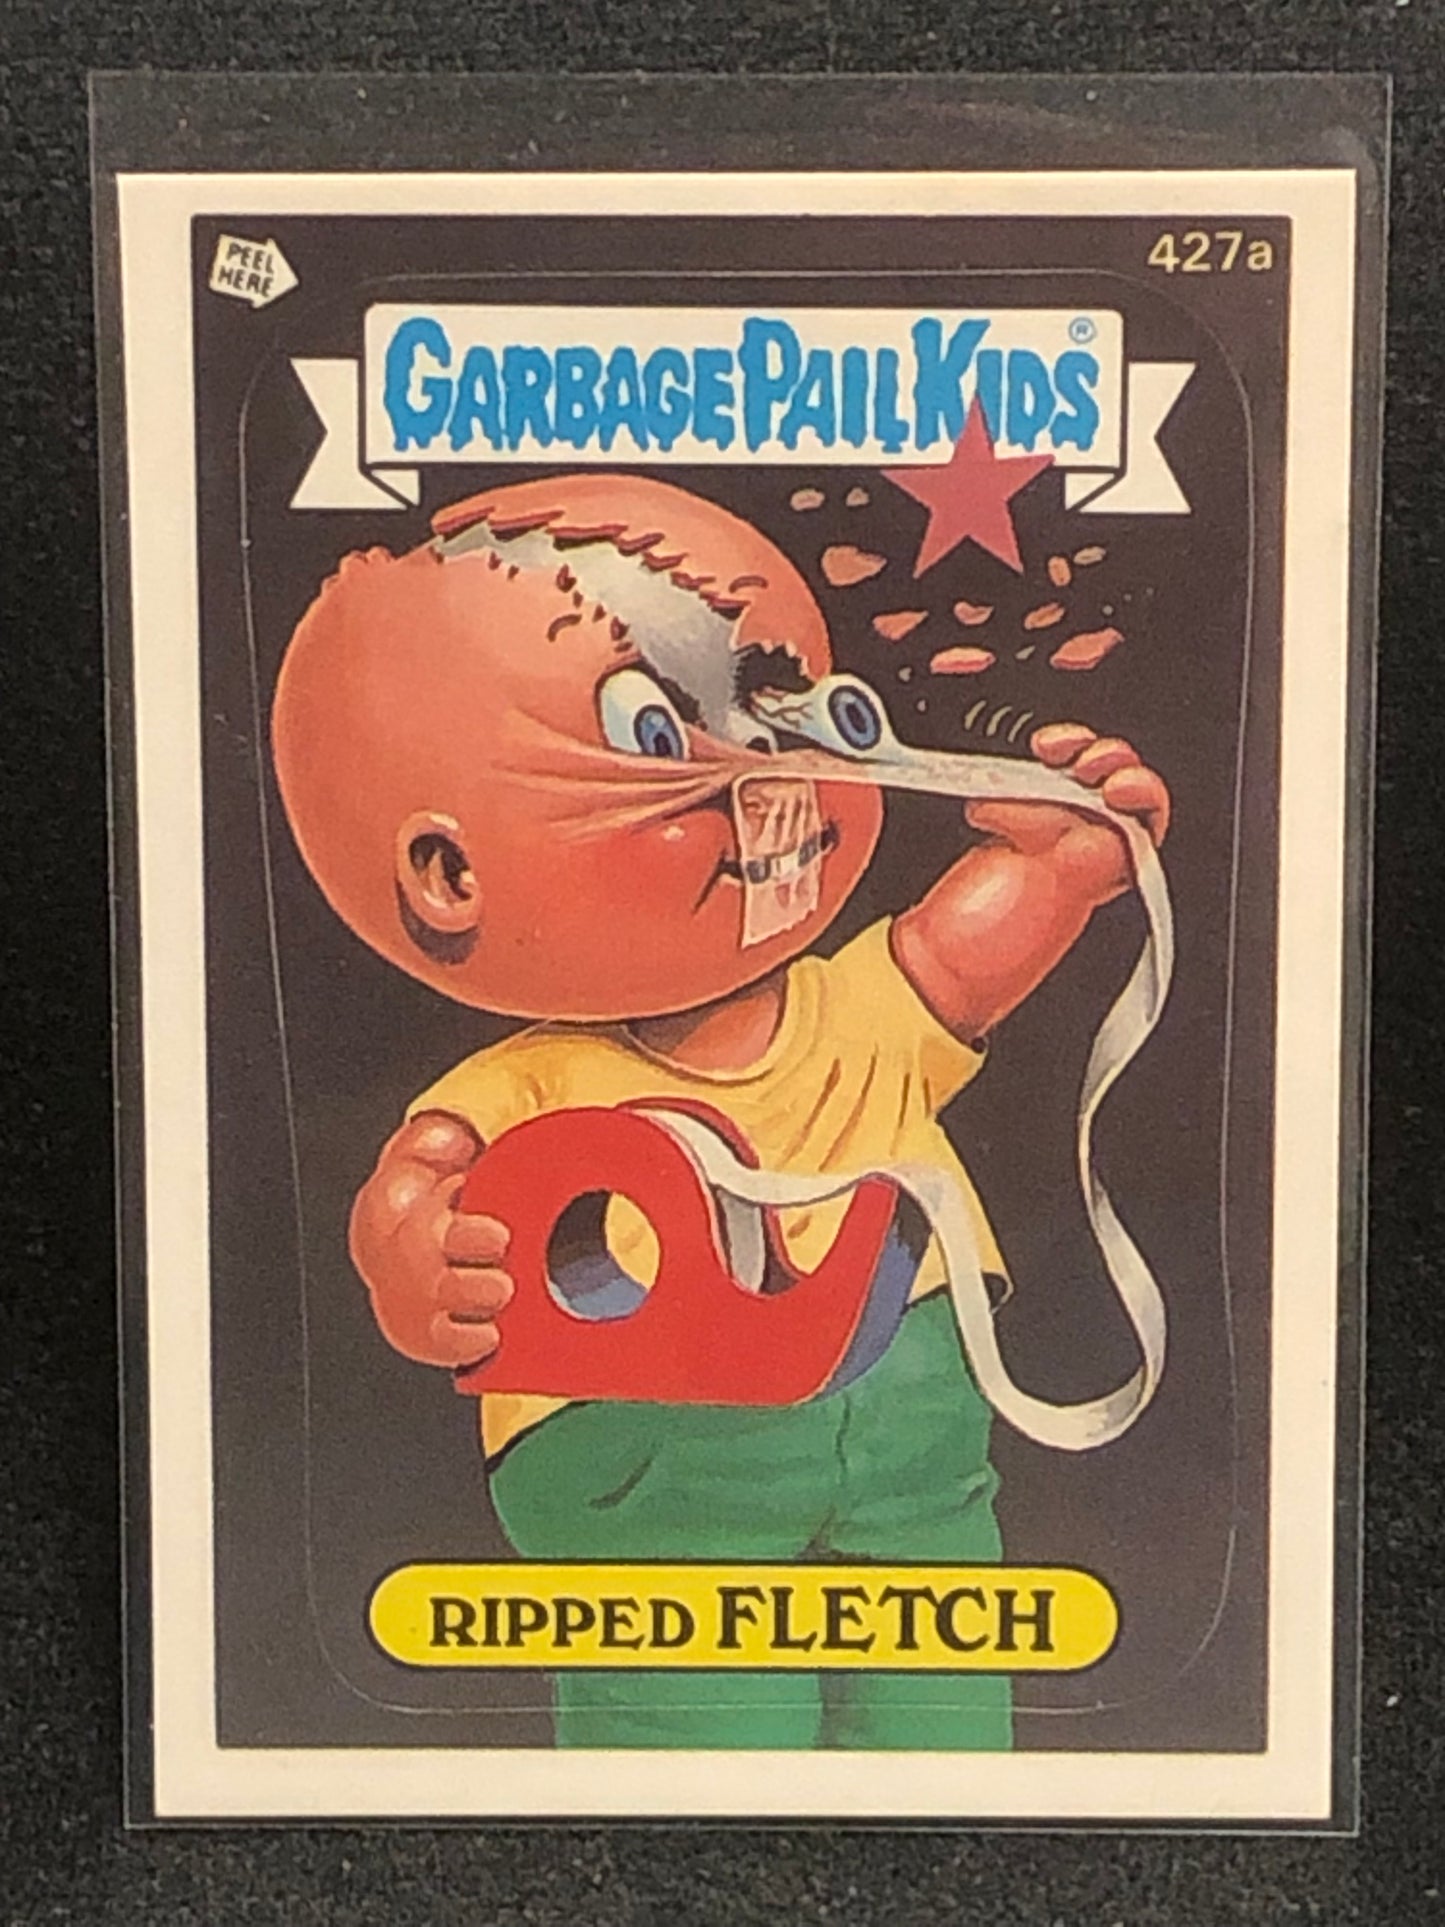 PEEL
HERE
427a
GARBAGE PAIL KIDS®
RIPPED FLETCH